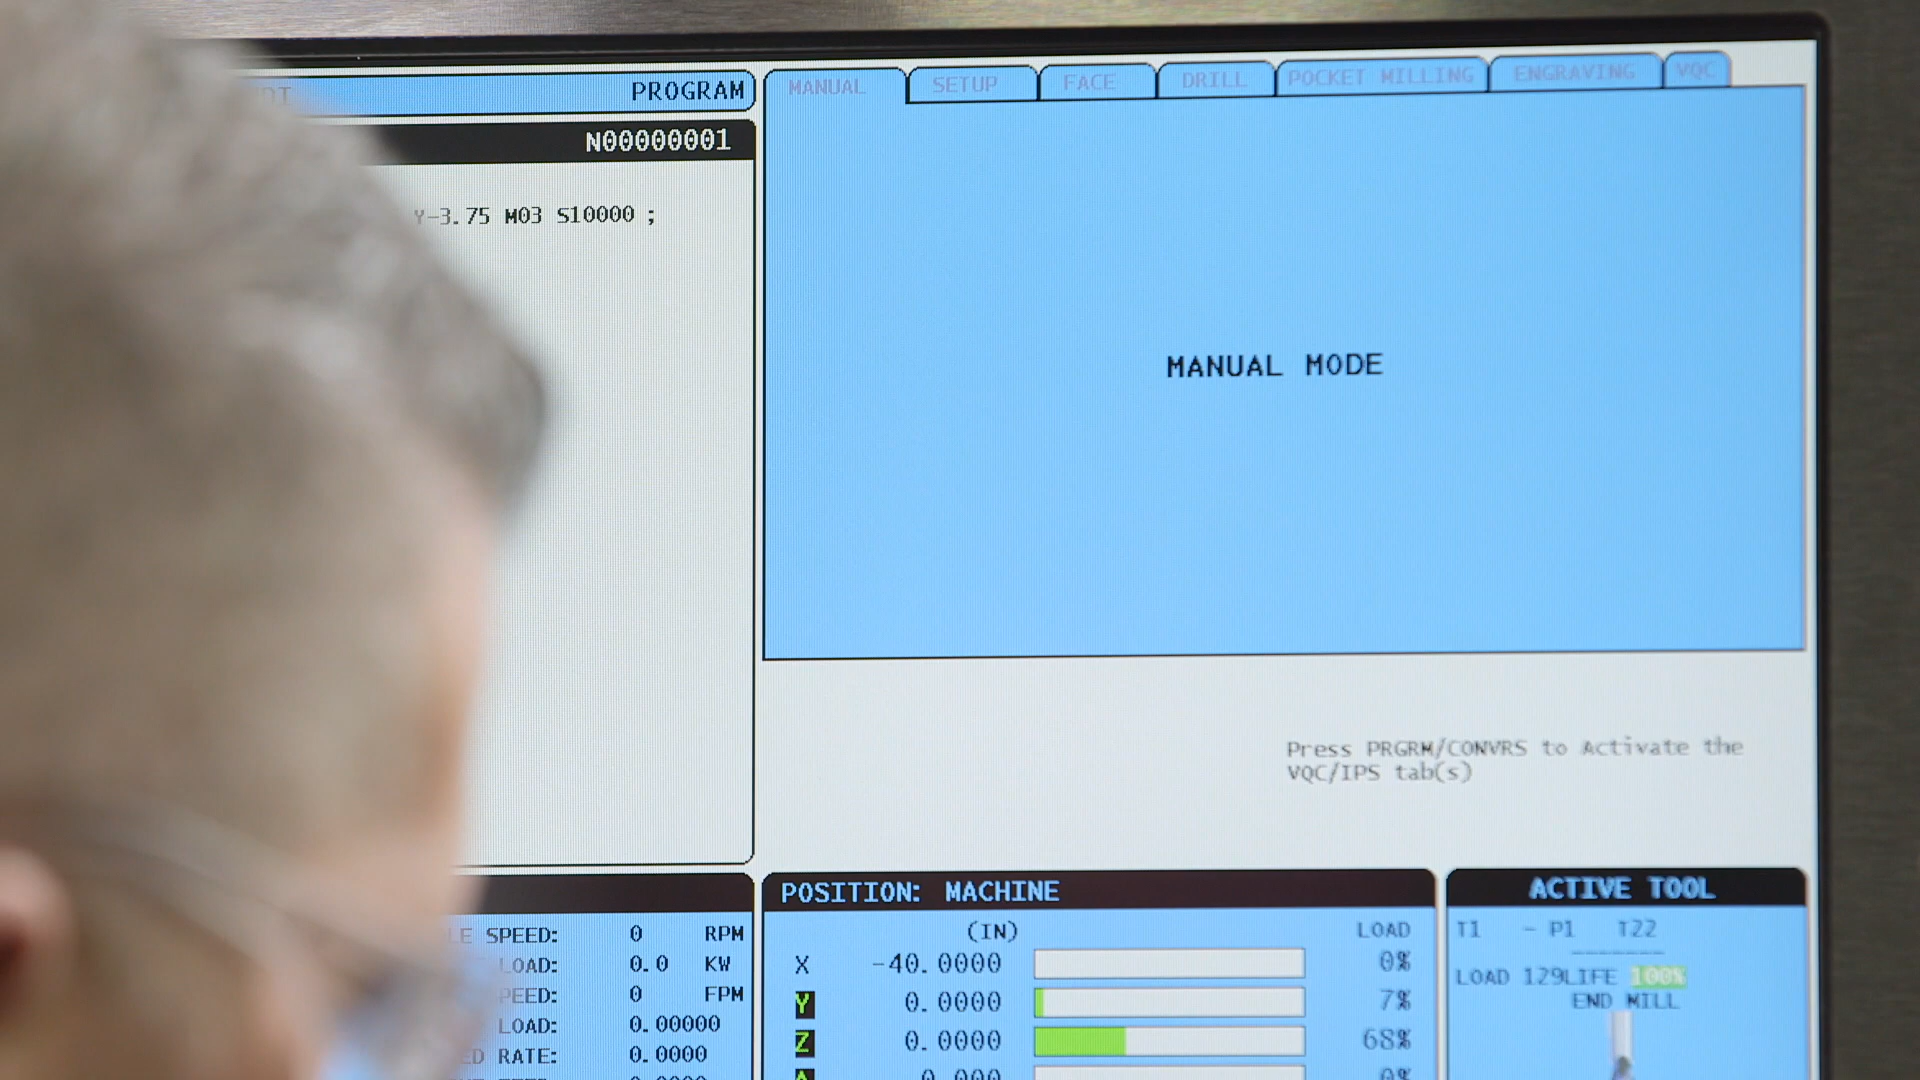 PROGRAM
N00000001
Y-3.75 M03 S10000 ;
MANUAL SETUP FACE DRILL POCKET MILLING ENGRAVING VQC
MANUAL MODE
Press PRGRM/CONVRS to Activate the
VQC/IPS tab(s)
SPEED: 0 RPM
LOAD: 0.0 KW
0 FPM
LOAD: 0.00000
RATE: 0.0000
POSITION: MACHINE
(IN) LOAD
X -40.0000 0%
Y 0.0000 7%
Z 0.0000 68%
A 0.000 0%
ACTIVE TOOL
T1 - P1 T22
LOAD 129LIFE 100%
END MILL